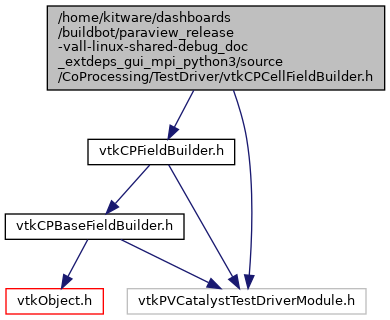 /home/kitware/dashboards
/buildbot/paraview_release
-vall-linux-shared-debug_doc
_extdeps_gui_mpi_python3/source
/CoProcessing/TestDriver/vtkCPCellFieldBuilder.h
vtkCPFieldBuilder.h
vtkCPBaseFieldBuilder.h
vtkObject.h
vtkPVCatalystTestDriverModule.h